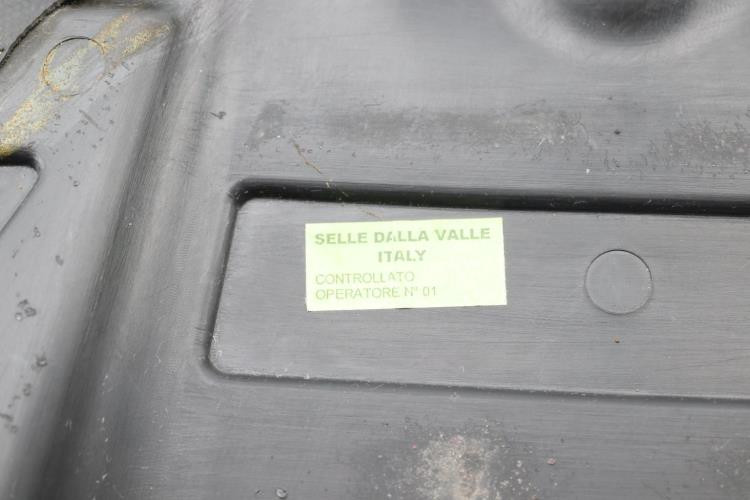 SELLE DALLA VALLE
ITALY
CONTROLLATO
OPERATORE N° 01